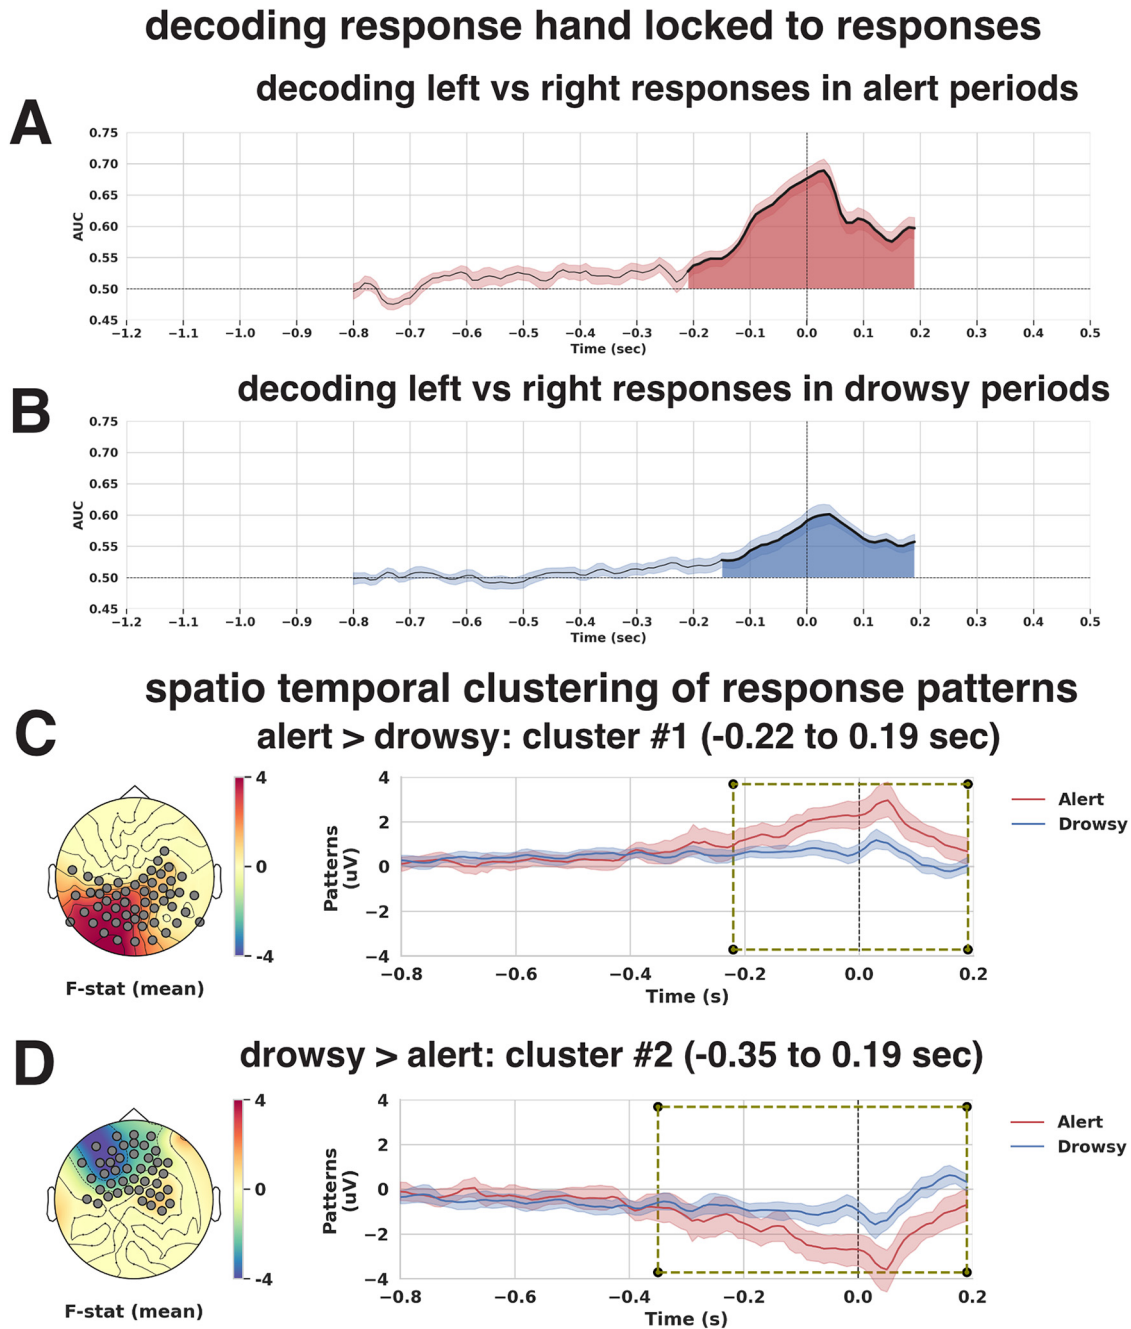 decoding response hand locked to responses
decoding left vs right responses in alert periods
A
0.75
0.70
0.65
0.60
0.55
0.50
0.45
AUC
−1.2 −1.1 −1.0 −0.9 −0.8 −0.7 −0.6 −0.5 −0.4 −0.3 −0.2 −0.1 0.0 0.1 0.2 0.3 0.4 0.5
Time (sec)
decoding left vs right responses in drowsy periods
B
0.75
0.70
0.65
0.60
0.55
0.50
0.45
AUC
−1.2 −1.1 −1.0 −0.9 −0.8 −0.7 −0.6 −0.5 −0.4 −0.3 −0.2 −0.1 0.0 0.1 0.2 0.3 0.4 0.5
Time (sec)
spatio temporal clustering of response patterns
C
alert > drowsy: cluster #1 (-0.22 to 0.19 sec)
4
0
-4
F-stat (mean)
Patterns
(uV)
4
2
0
−2
−4
−0.8 −0.6 −0.4 −0.2 0.0 0.2
Time (s)
Alert
Drowsy
D
drowsy > alert: cluster #2 (-0.35 to 0.19 sec)
4
0
-4
F-stat (mean)
Patterns
(uV)
4
2
0
−2
−4
−0.8 −0.6 −0.4 −0.2 0.0 0.2
Time (s)
Alert
Drowsy